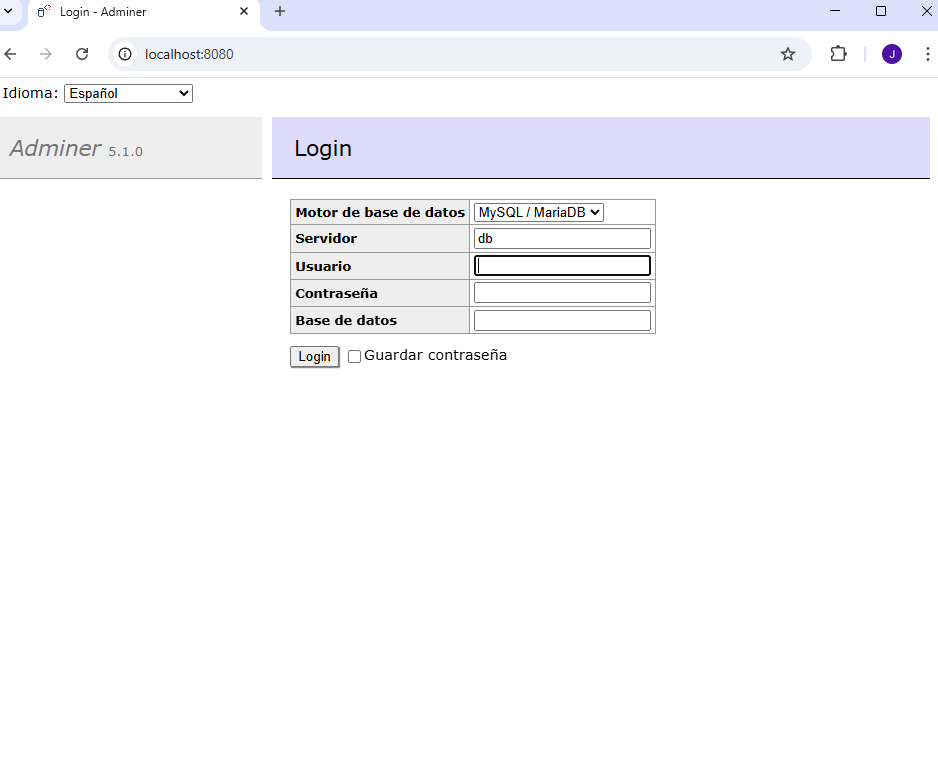 Login - Adminer
localhost:8080
J
Idioma: Español
Adminer 5.1.0
Login
Motor de base de datos MySQL / MariaDB
Servidor db
Usuario
Contraseña
Base de datos
Login Guardar contraseña